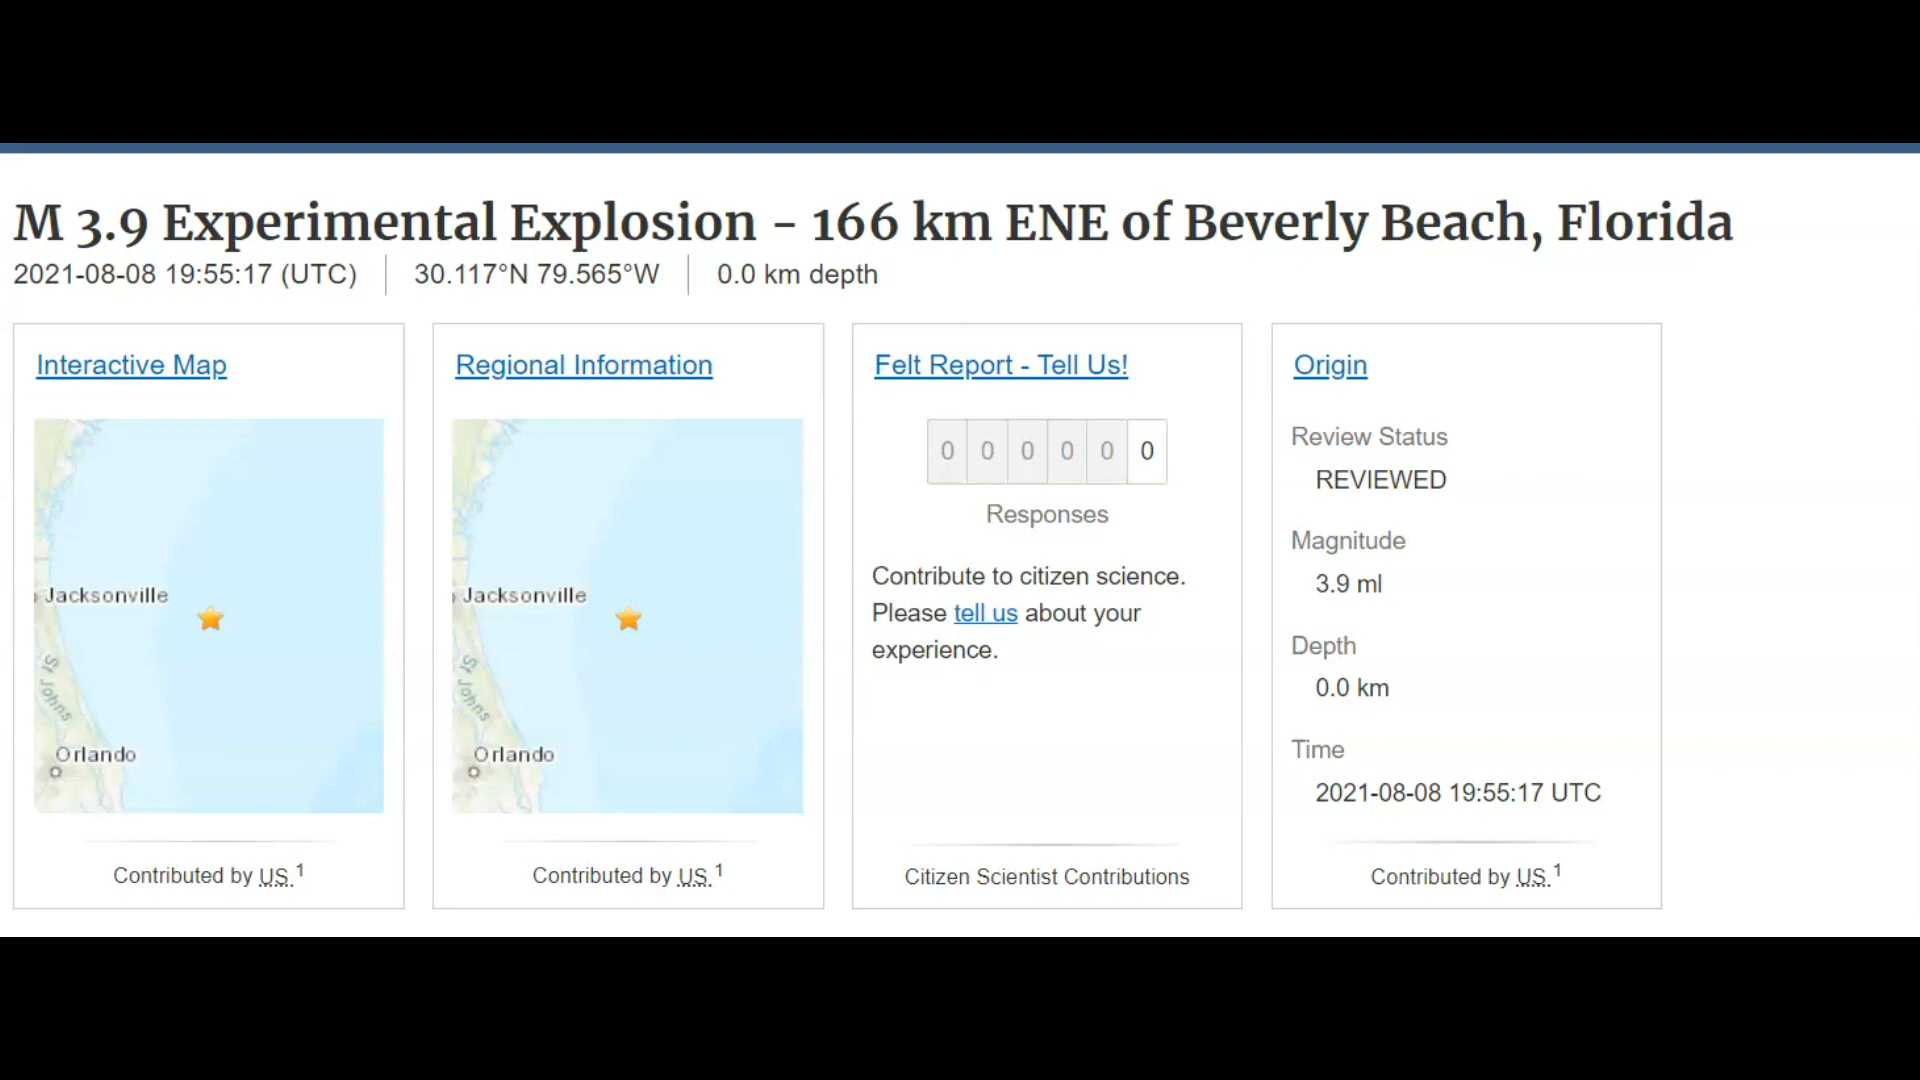 M 3.9 Experimental Explosion - 166 km ENE of Beverly Beach, Florida
2021-08-08 19:55:17 (UTC) 30.117°N 79.565°W 0.0 km depth
Interactive Map
Jacksonville
St Johns
Orlando
Contributed by US.1
Regional Information
Jacksonville
St Johns
Orlando
Contributed by US.1
Felt Report - Tell Us!
0 0 0 0 0 0
Responses
Contribute to citizen science.
Please tell us about your
experience.
Citizen Scientist Contributions
Origin
Review Status
REVIEWED
Magnitude
3.9 ml
Depth
0.0 km
Time
2021-08-08 19:55:17 UTC
Contributed by US.1